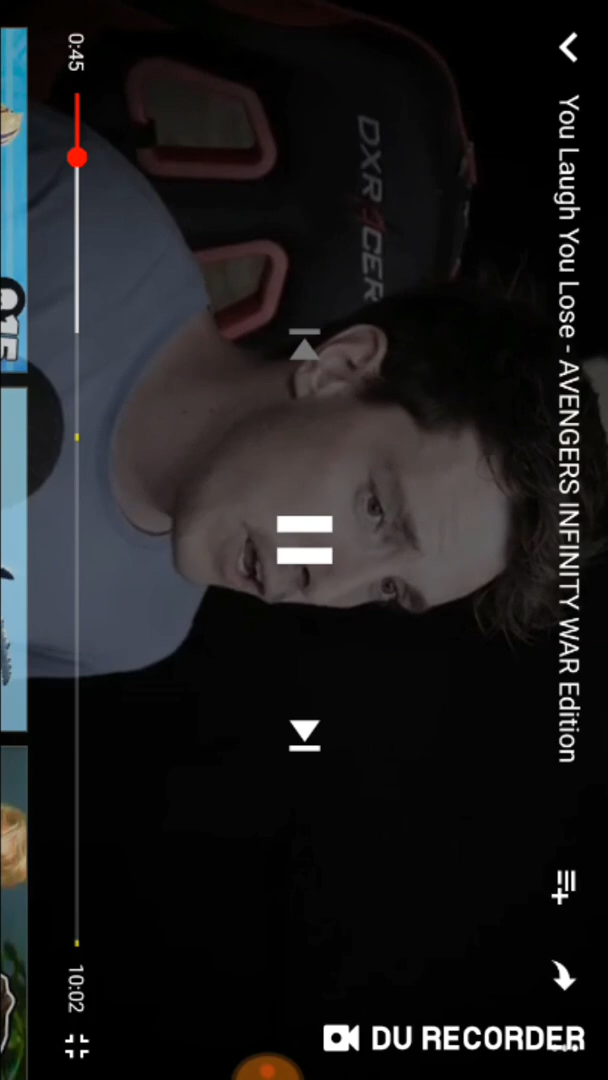 You Laugh You Lose - AVENGERS INFINITY WAR Edition
DXRACER
0:45
10:02
DU RECORDER